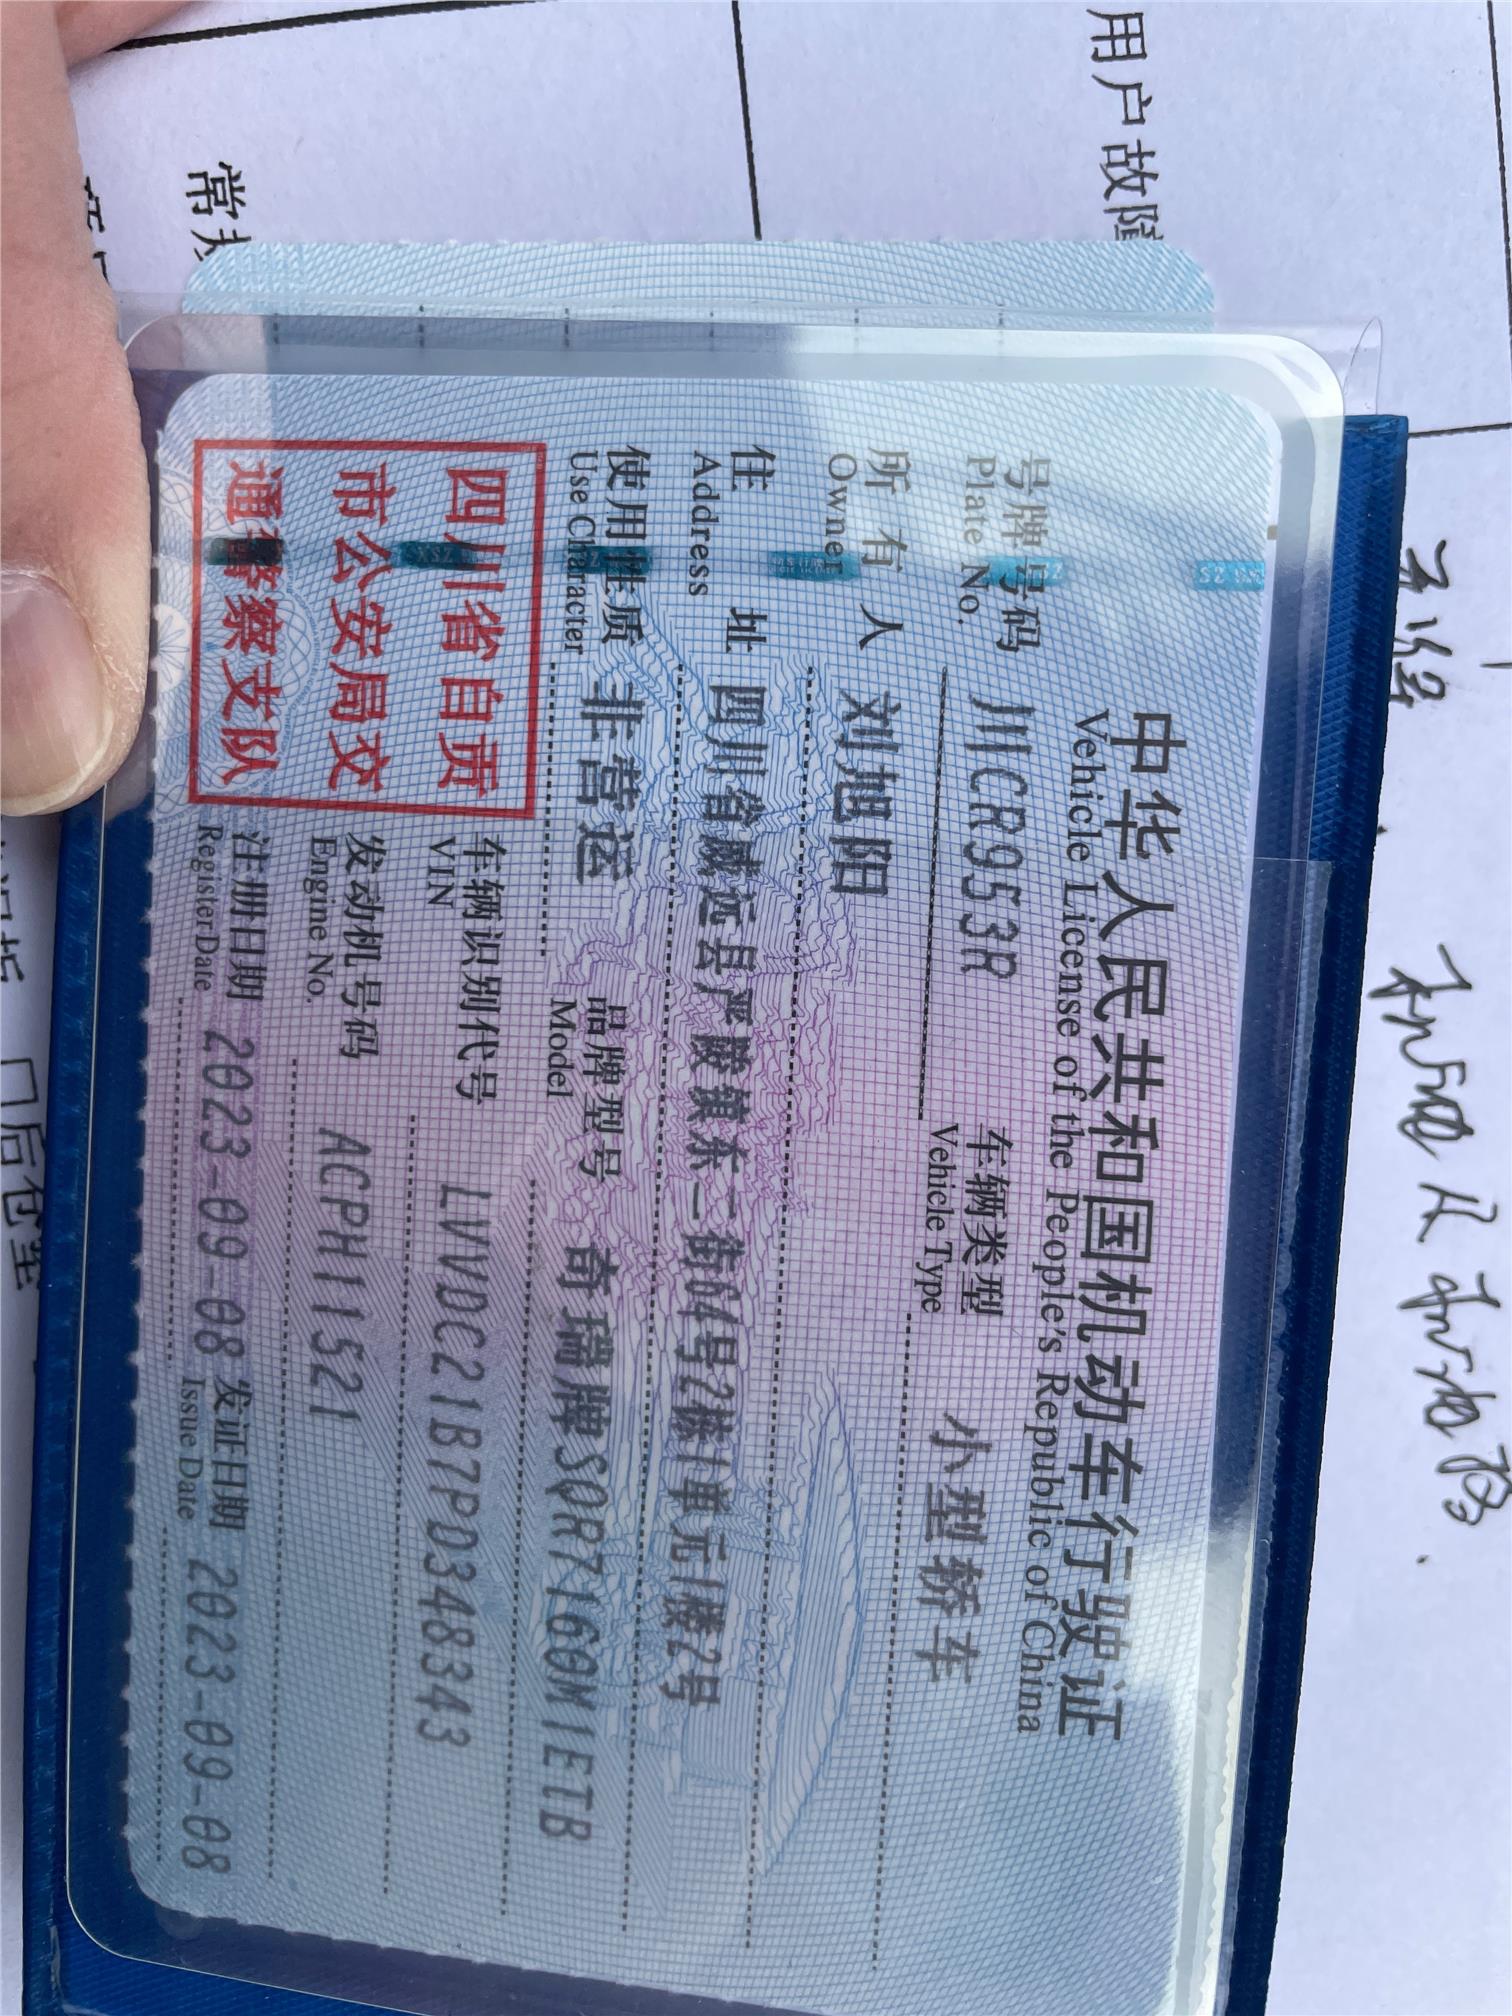 中华人民共和国机动车行驶证
Vehicle License of the People's Republic of China
号牌号码 川CR953R 车辆类型 小型轿车
Plate No. Vehicle Type
所有人 刘旭阳
Owner
住址 四川省威远县严陵镇东二街04号2栋1单元1楼2号
Address
使用性质 非营运 品牌型号 奇瑞牌SQR7160M1ETB
Use Character Model
四川省自贡
市公安局交
通警察支队
车辆识别代号 LVVDC21B7PD348343
VIN
发动机号码 ACPH11521
Engine No.
注册日期 2023-09-08 发证日期 2023-09-08
Register Date Issue Date
用户故障
常规